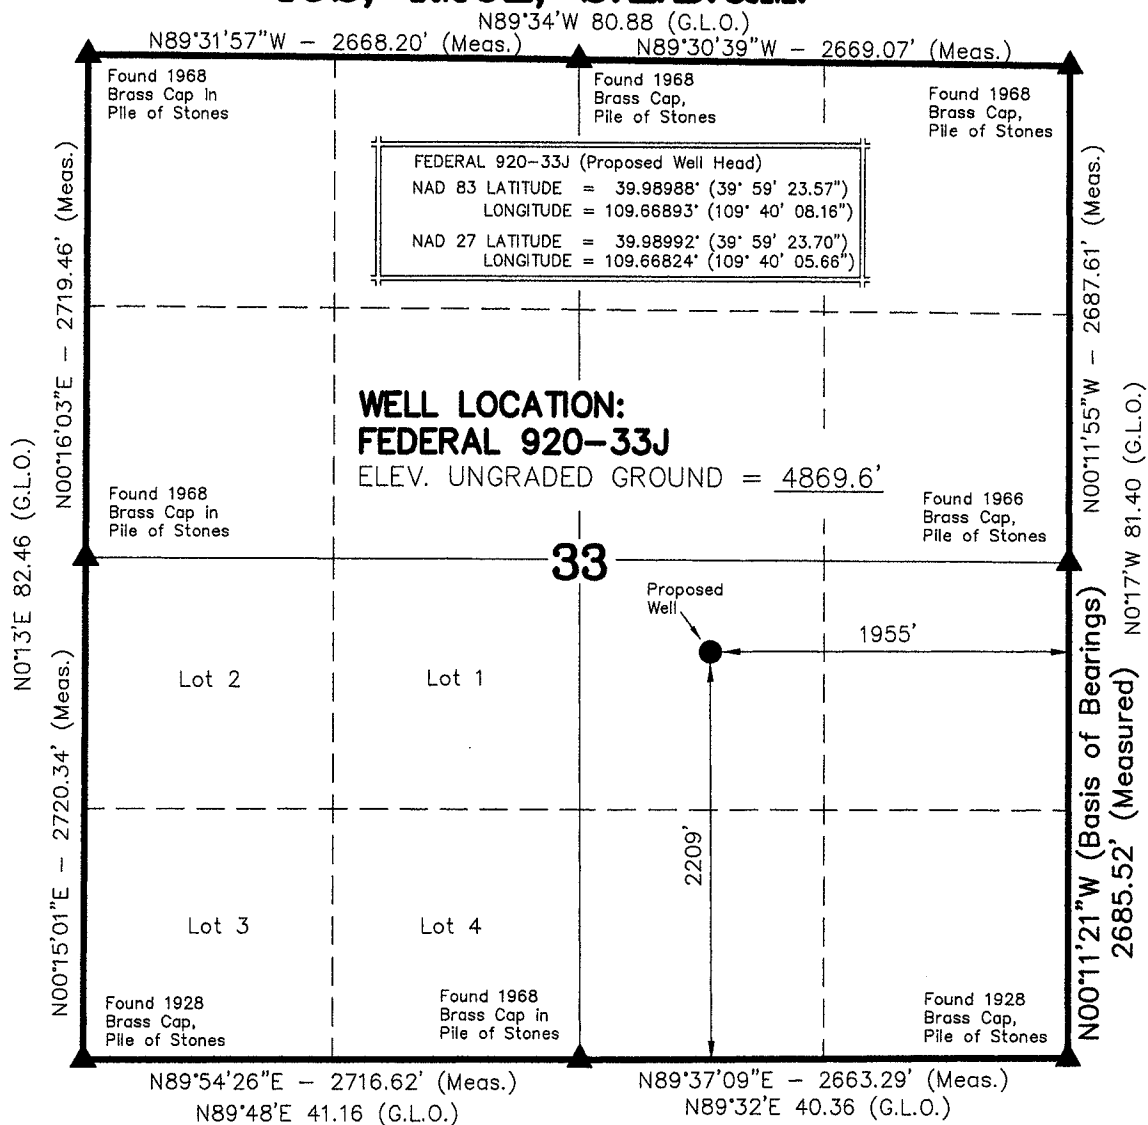 N89°34'W 80.88 (G.L.O.)
N89°31'57"W – 2668.20' (Meas.)
N89°30'39"W – 2669.07' (Meas.)
Found 1968
Brass Cap In
Pile of Stones
Found 1968
Brass Cap,
Pile of Stones
Found 1968
Brass Cap,
Pile of Stones
FEDERAL 920-33J (Proposed Well Head)
NAD 83 LATITUDE = 39.98988° (39° 59' 23.57")
LONGITUDE = 109.66893° (109° 40' 08.16")
NAD 27 LATITUDE = 39.98992° (39° 59' 23.70")
LONGITUDE = 109.66824° (109° 40' 05.66")
N00°16'03"E – 2719.46' (Meas.)
N00°11'55"W – 2687.61' (Meas.)
WELL LOCATION:
FEDERAL 920-33J
ELEV. UNGRADED GROUND = 4869.6'
N0°13'E 82.46 (G.L.O.)
N0°17'W 81.40 (G.L.O.)
Found 1968
Brass Cap in
Pile of Stones
Found 1966
Brass Cap,
Pile of Stones
33
Proposed
Well
1955'
Lot 2
Lot 1
N00°15'01"E – 2720.34' (Meas.)
N00°11'21"W (Basis of Bearings)
2685.52' (Measured)
2209'
Lot 3
Lot 4
Found 1928
Brass Cap,
Pile of Stones
Found 1968
Brass Cap in
Pile of Stones
Found 1928
Brass Cap,
Pile of Stones
N89°54'26"E – 2716.62' (Meas.)
N89°37'09"E – 2663.29' (Meas.)
N89°48'E 41.16 (G.L.O.)
N89°32'E 40.36 (G.L.O.)